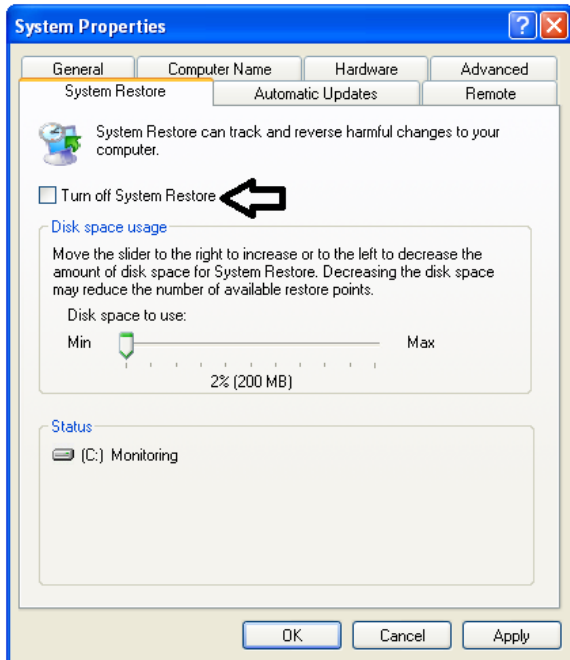 System Properties
General Computer Name Hardware Advanced
System Restore Automatic Updates Remote
System Restore can track and reverse harmful changes to your
computer.
Turn off System Restore
Disk space usage
Move the slider to the right to increase or to the left to decrease the
amount of disk space for System Restore. Decreasing the disk space
may reduce the number of available restore points.
Disk space to use:
Min Max
2% (200 MB)
Status
(C:) Monitoring
OK Cancel Apply